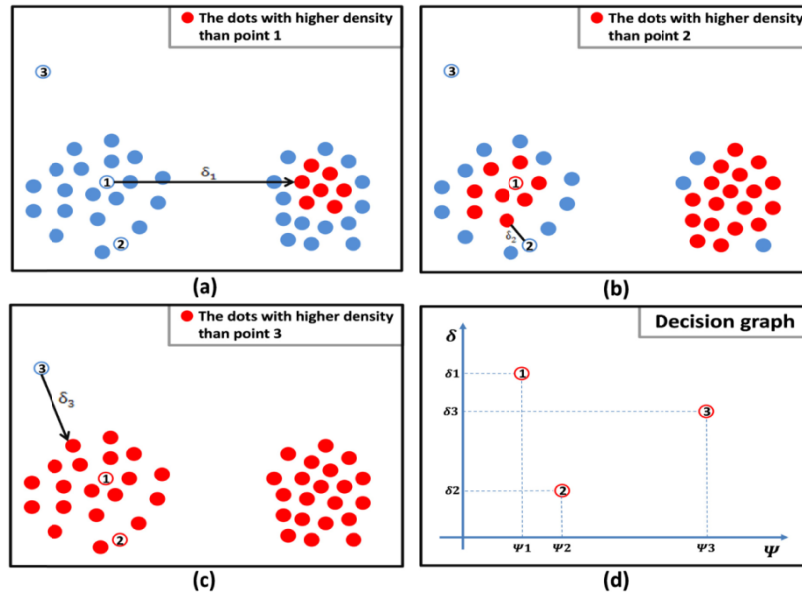 The dots with higher density
than point 1
3
1
δ1
2
(a)
The dots with higher density
than point 2
3
1
δ2
2
(b)
The dots with higher density
than point 3
3
δ3
1
2
(c)
Decision graph
δ
δ1
1
δ3
3
δ2
2
Ψ1 Ψ2 Ψ3 Ψ
(d)